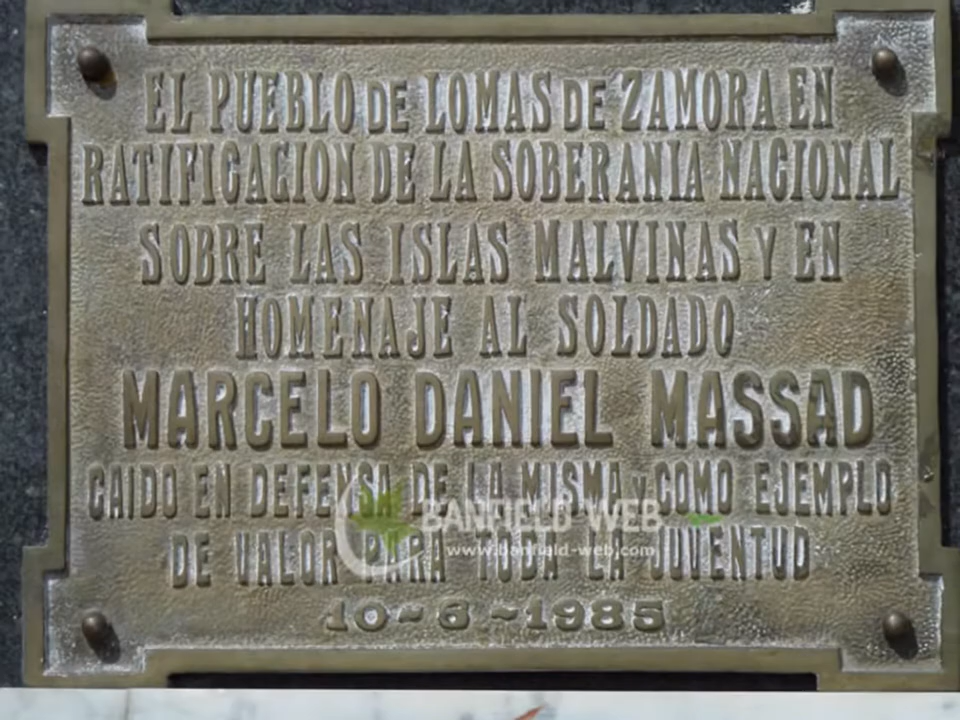 EL PUEBLO DE LOMAS DE ZAMORA EN
RATIFICACION DE LA SOBERANIA NACIONAL
SOBRE LAS ISLAS MALVINAS Y EN
HOMENAJE AL SOLDADO
MARCELO DANIEL MASSAD
CAIDO EN DEFENSA DE LA MISMA Y COMO EJEMPLO
BANFIELD-WEB
www.banfield-web.com
DE VALOR PARA TODA LA JUVENTUD
10~6~1985